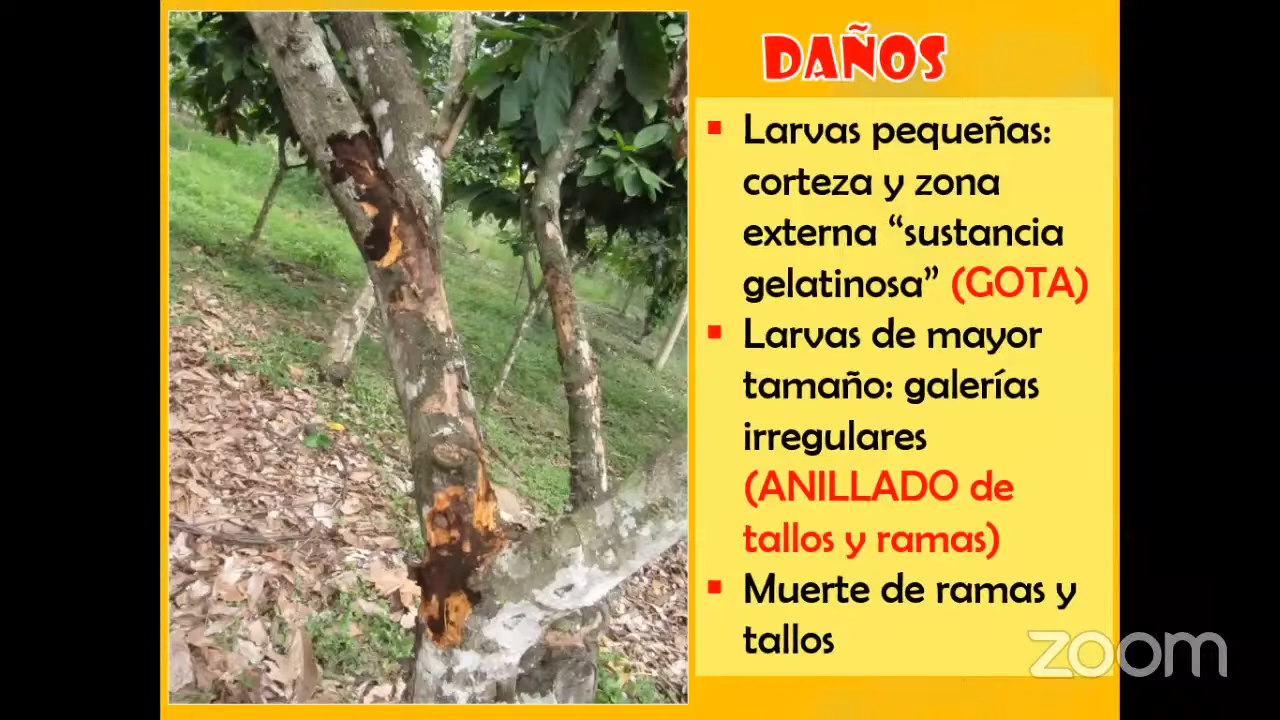 DAÑOS
Larvas pequeñas:
corteza y zona
externa “sustancia
gelatinosa” (GOTA)
Larvas de mayor
tamaño: galerías
irregulares
(ANILLADO de
tallos y ramas)
Muerte de ramas y
tallos
zoom